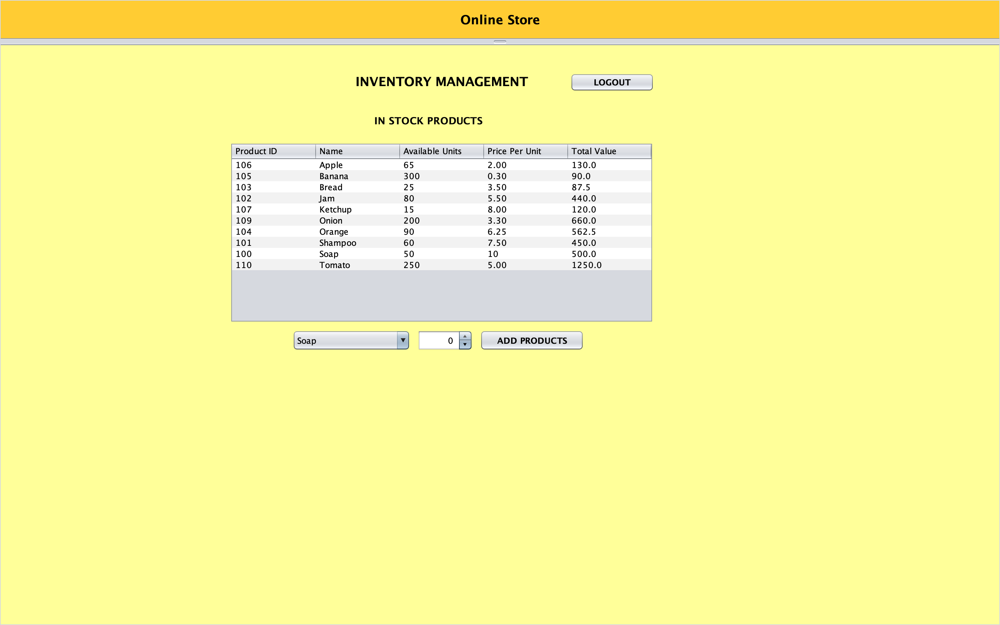 Online Store
INVENTORY MANAGEMENT LOGOUT
IN STOCK PRODUCTS
Product ID Name Available Units Price Per Unit Total Value
106 Apple 65 2.00 130.0
105 Banana 300 0.30 90.0
103 Bread 25 3.50 87.5
102 Jam 80 5.50 440.0
107 Ketchup 15 8.00 120.0
109 Onion 200 3.30 660.0
104 Orange 90 6.25 562.5
101 Shampoo 60 7.50 450.0
100 Soap 50 10 500.0
110 Tomato 250 5.00 1250.0
Soap 0 ADD PRODUCTS